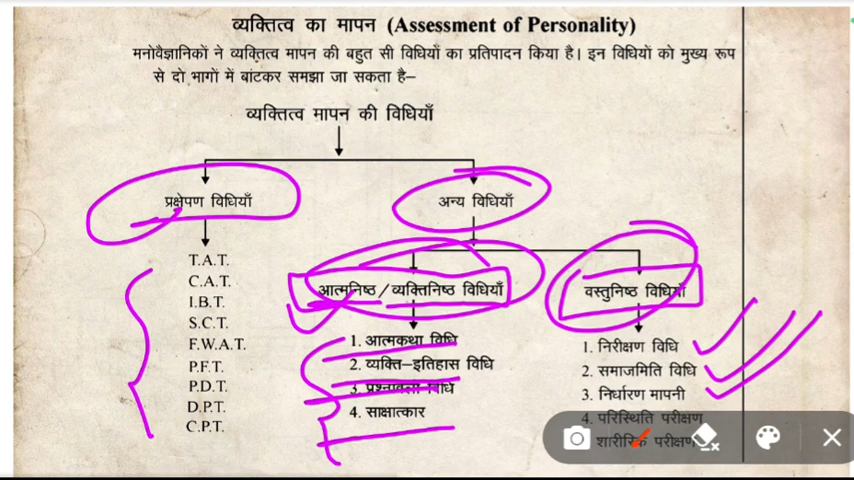 व्यक्तित्व का मापन (Assessment of Personality)
मनोवैज्ञानिकों ने व्यक्तित्व मापन की बहुत सी विधियों का प्रतिपादन किया है। इन विधियों को मुख्य रूप
से दो भागों में बांटकर समझा जा सकता है–
व्यक्तित्व मापन की विधियाँ
प्रक्षेपण विधियाँ
अन्य विधियाँ
T.A.T.
C.A.T.
I.B.T.
S.C.T.
F.W.A.T.
P.F.T.
P.D.T.
D.P.T.
C.P.T.
आत्मनिष्ठ / व्यक्तिनिष्ठ विधियाँ
1. आत्मकथा विधि
2. व्यक्ति–इतिहास विधि
3. प्रश्नावली विधि
4. साक्षात्कार
वस्तुनिष्ठ विधियाँ
1. निरीक्षण विधि
2. समाजमिति विधि
3. निर्धारण मापनी
4. परिस्थिति परीक्षण
शारीरिक परीक्षण